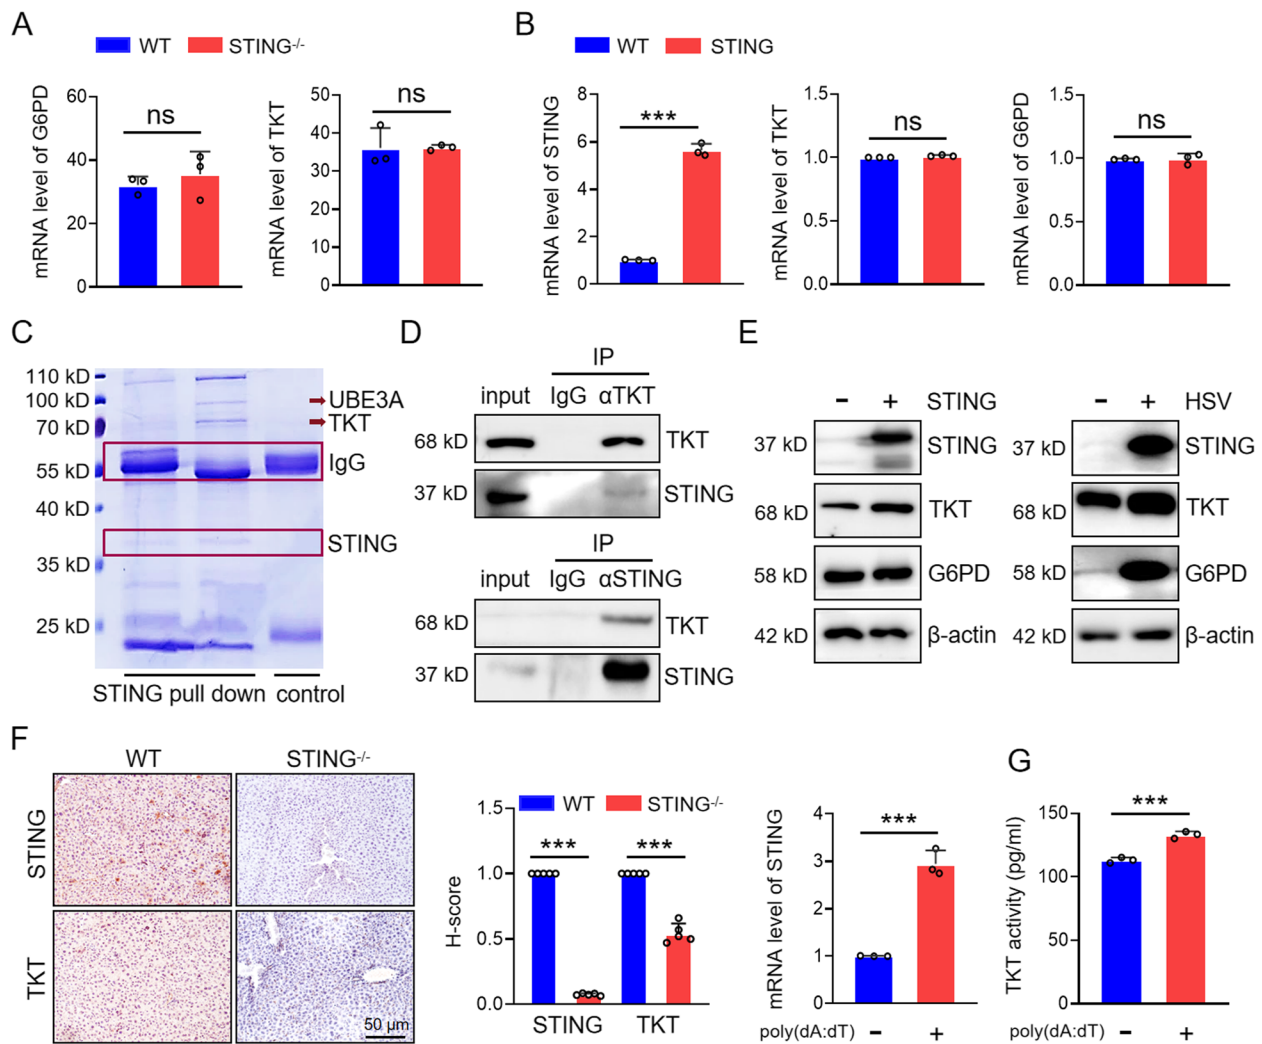 A
WT STING-/-
mRNA level of G6PD
60
40
20
0
ns
mRNA level of TKT
50
40
30
20
10
0
ns
B
WT STING
mRNA level of STING
8
6
4
2
0
***
mRNA level of TKT
1.5
1.0
0.5
0.0
ns
mRNA level of G6PD
1.5
1.0
0.5
0.0
ns
C
110 kD
100 kD
70 kD
55 kD
40 kD
35 kD
25 kD
UBE3A
TKT
IgG
STING
STING pull down control
D
IP
input IgG αTKT
68 kD TKT
37 kD STING
IP
input IgG αSTING
68 kD TKT
37 kD STING
E
- + STING
37 kD STING
68 kD TKT
58 kD G6PD
42 kD β-actin
- + HSV
37 kD STING
68 kD TKT
58 kD G6PD
42 kD β-actin
F
WT STING-/-
STING
TKT
50 μm
WT STING-/-
H-score
1.5
1.0
0.5
0.0
*** ***
STING TKT
mRNA level of STING
4
3
2
1
0
***
poly(dA:dT) - +
G
TKT activity (pg/ml)
150
100
50
0
***
poly(dA:dT) - +